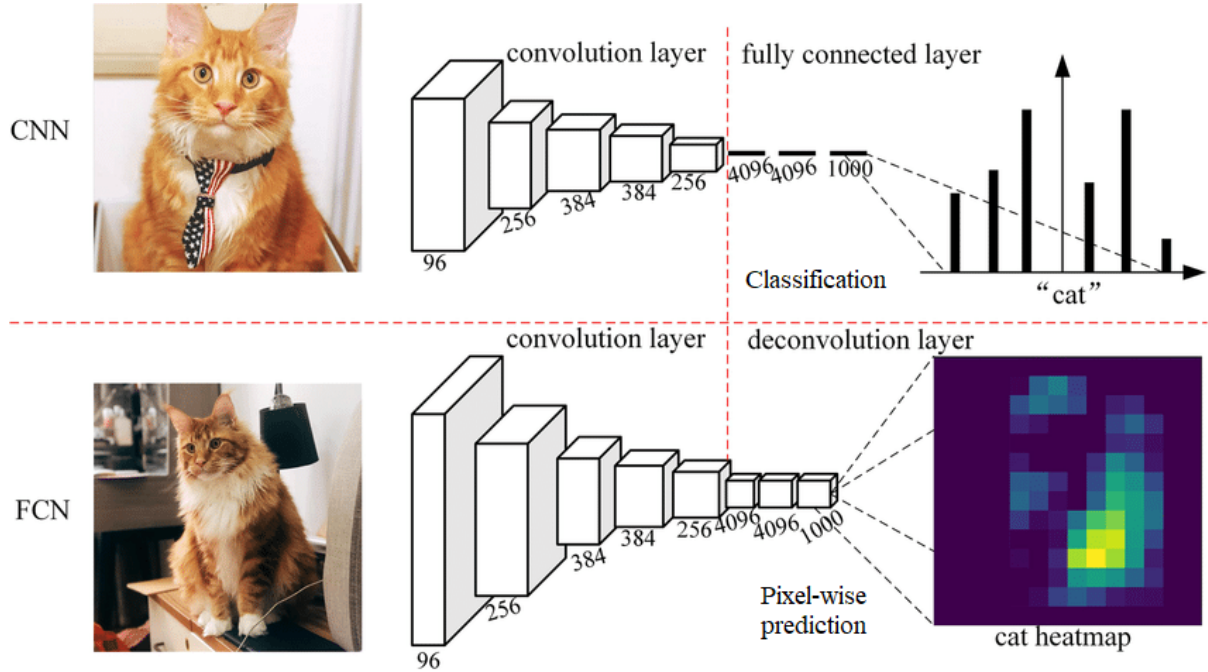 convolution layer
fully connected layer
CNN
96
256
384
384
256
4096
4096
1000
Classification
“cat”
convolution layer
deconvolution layer
FCN
96
256
384
384
256
4096
4096
1000
Pixel-wise
prediction
cat heatmap